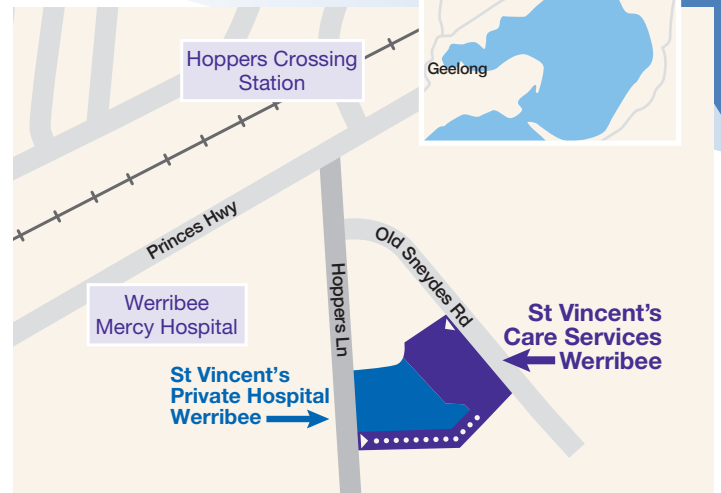 Hoppers Crossing
Station
Geelong
Princes Hwy
Hoppers Ln
Old Sneydes Rd
Werribee
Mercy Hospital
St Vincent's
Care Services
Werribee
St Vincent's
Private Hospital
Werribee